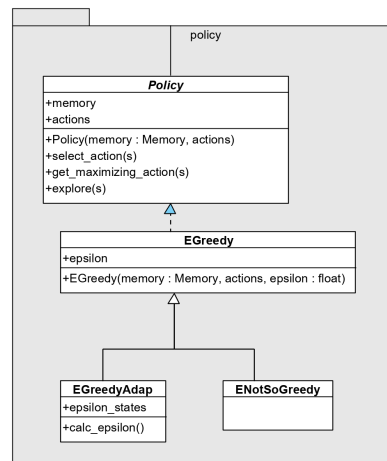 policy
Policy
+memory
+actions
+Policy(memory : Memory, actions)
+select_action(s)
+get_maximizing_action(s)
+explore(s)
EGreedy
+epsilon
+EGreedy(memory : Memory, actions, epsilon : float)
EGreedyAdap
+epsilon_states
+calc_epsilon()
ENotSoGreedy